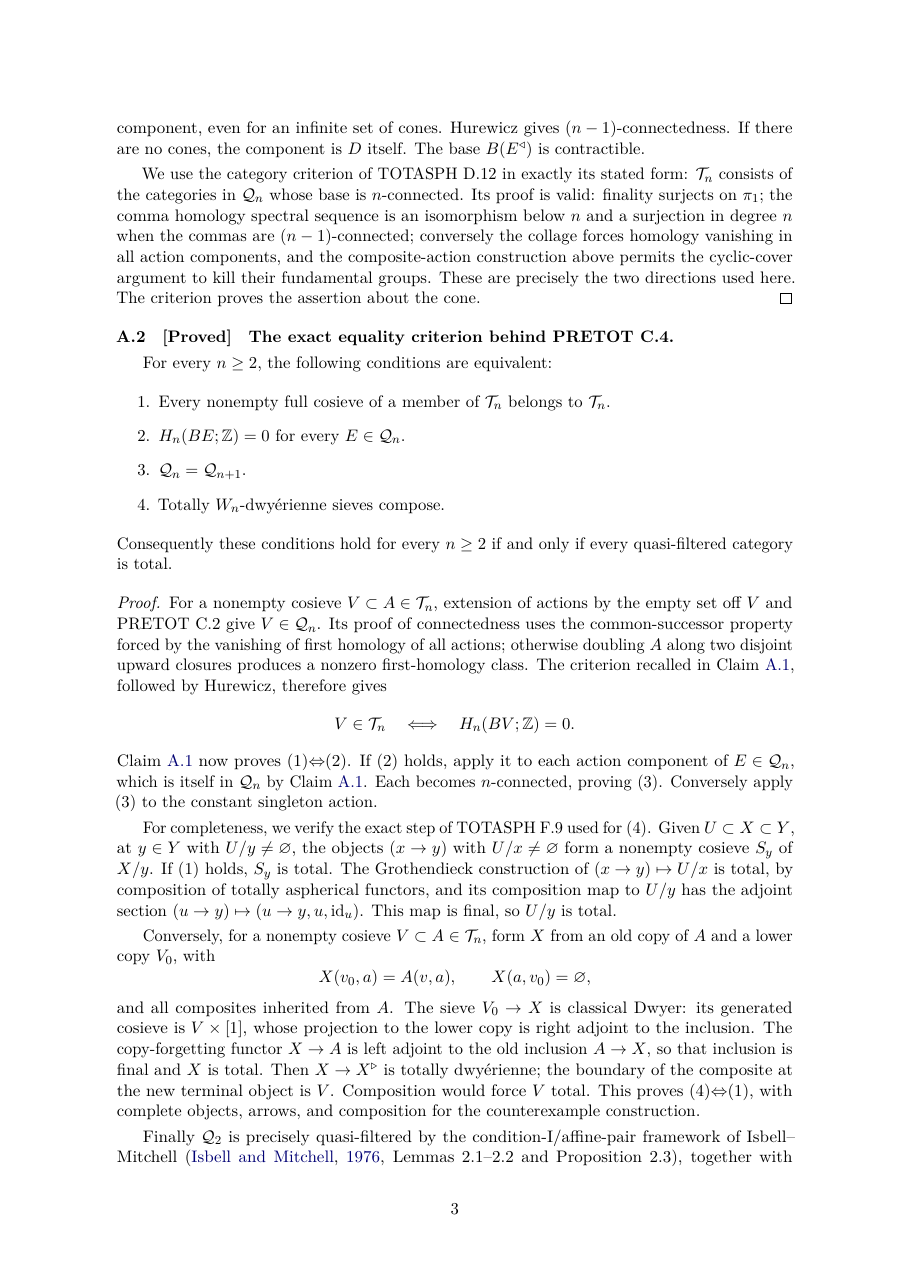 component, even for an infinite set of cones. Hurewicz gives (n − 1)-connectedness. If there
are no cones, the component is D itself. The base B(E◁) is contractible.
We use the category criterion of TOTASPH D.12 in exactly its stated form: 𝒯ₙ consists of
the categories in 𝒬ₙ whose base is n-connected. Its proof is valid: finality surjects on π₁; the
comma homology spectral sequence is an isomorphism below n and a surjection in degree n
when the commas are (n − 1)-connected; conversely the collage forces homology vanishing in
all action components, and the composite-action construction above permits the cyclic-cover
argument to kill their fundamental groups. These are precisely the two directions used here.
The criterion proves the assertion about the cone. □
A.2 [Proved] The exact equality criterion behind PRETOT C.4.
For every n ≥ 2, the following conditions are equivalent:
1. Every nonempty full cosieve of a member of 𝒯ₙ belongs to 𝒯ₙ.
2. Hₙ(BE; ℤ) = 0 for every E ∈ 𝒬ₙ.
3. 𝒬ₙ = 𝒬ₙ₊₁.
4. Totally Wₙ-dwyérienne sieves compose.
Consequently these conditions hold for every n ≥ 2 if and only if every quasi-filtered category
is total.
Proof. For a nonempty cosieve V ⊂ A ∈ 𝒯ₙ, extension of actions by the empty set off V and
PRETOT C.2 give V ∈ 𝒬ₙ. Its proof of connectedness uses the common-successor property
forced by the vanishing of first homology of all actions; otherwise doubling A along two disjoint
upward closures produces a nonzero first-homology class. The criterion recalled in Claim A.1,
followed by Hurewicz, therefore gives
V ∈ 𝒯ₙ ⟺ Hₙ(BV; ℤ) = 0.
Claim A.1 now proves (1)⇔(2). If (2) holds, apply it to each action component of E ∈ 𝒬ₙ,
which is itself in 𝒬ₙ by Claim A.1. Each becomes n-connected, proving (3). Conversely apply
(3) to the constant singleton action.
For completeness, we verify the exact step of TOTASPH F.9 used for (4). Given U ⊂ X ⊂ Y,
at y ∈ Y with U/y ≠ ∅, the objects (x → y) with U/x ≠ ∅ form a nonempty cosieve S_y of
X/y. If (1) holds, S_y is total. The Grothendieck construction of (x → y) ↦ U/x is total, by
composition of totally aspherical functors, and its composition map to U/y has the adjoint
section (u → y) ↦ (u → y, u, id_u). This map is final, so U/y is total.
Conversely, for a nonempty cosieve V ⊂ A ∈ 𝒯ₙ, form X from an old copy of A and a lower
copy V₀, with
X(v₀, a) = A(v, a), X(a, v₀) = ∅,
and all composites inherited from A. The sieve V₀ → X is classical Dwyer: its generated
cosieve is V × [1], whose projection to the lower copy is right adjoint to the inclusion. The
copy-forgetting functor X → A is left adjoint to the old inclusion A → X, so that inclusion is
final and X is total. Then X → X▷ is totally dwyérienne; the boundary of the composite at
the new terminal object is V. Composition would force V total. This proves (4)⇔(1), with
complete objects, arrows, and composition for the counterexample construction.
Finally 𝒬₂ is precisely quasi-filtered by the condition-I/affine-pair framework of Isbell–
Mitchell (Isbell and Mitchell, 1976, Lemmas 2.1–2.2 and Proposition 2.3), together with
3